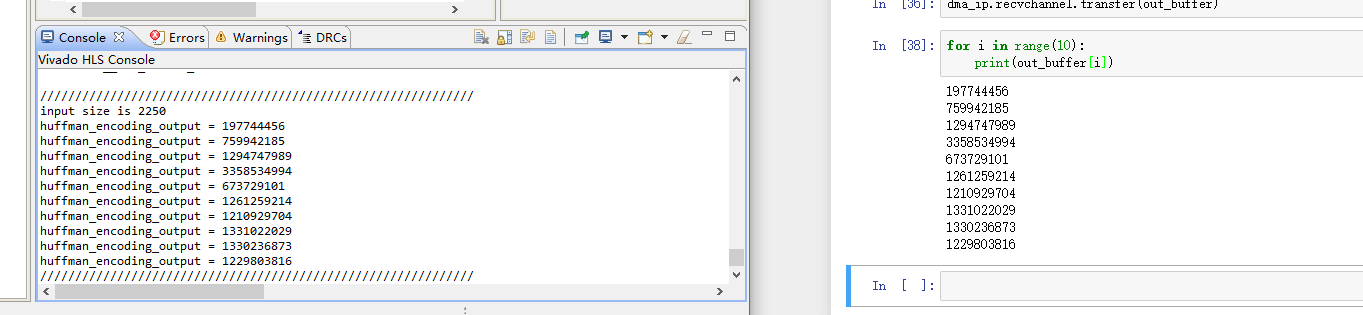 Console
Errors
Warnings
DRCs
Vivado HLS Console
//////////////////////////////////////////////////////////////
input size is 2250
huffman_encoding_output = 197744456
huffman_encoding_output = 759942185
huffman_encoding_output = 1294747989
huffman_encoding_output = 3358534994
huffman_encoding_output = 673729101
huffman_encoding_output = 1261259214
huffman_encoding_output = 1210929704
huffman_encoding_output = 1331022029
huffman_encoding_output = 1330236873
huffman_encoding_output = 1229803816
//////////////////////////////////////////////////////////////
In [36]: dma_ip.recvchannel.transfer(out_buffer)
In [38]: for i in range(10):
print(out_buffer[i])
197744456
759942185
1294747989
3358534994
673729101
1261259214
1210929704
1331022029
1330236873
1229803816
In [ ]: